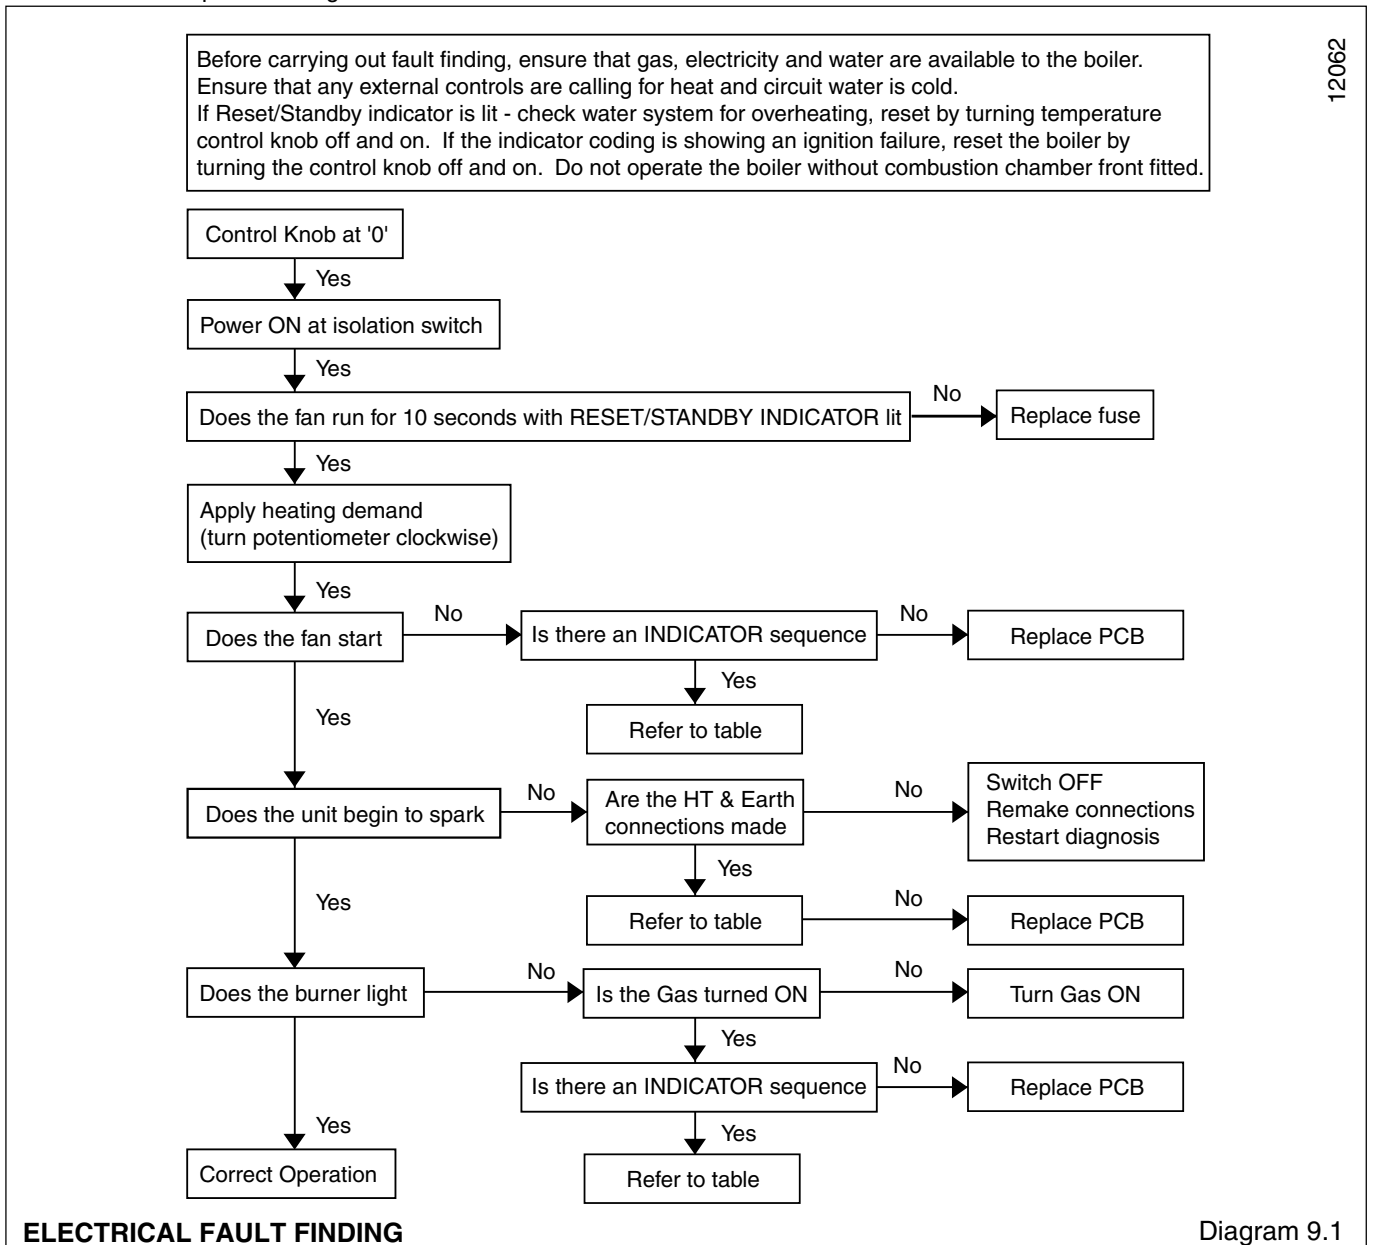 Before carrying out fault finding, ensure that gas, electricity and water are available to the boiler.
Ensure that any external controls are calling for heat and circuit water is cold.
If Reset/Standby indicator is lit - check water system for overheating, reset by turning temperature
control knob off and on.  If the indicator coding is showing an ignition failure, reset the boiler by
turning the control knob off and on.  Do not operate the boiler without combustion chamber front fitted.
12062
Control Knob at '0'
Yes
Power ON at isolation switch
Yes
Does the fan run for 10 seconds with RESET/STANDBY INDICATOR lit
No
Replace fuse
Yes
Apply heating demand
(turn potentiometer clockwise)
Yes
Does the fan start
No
Is there an INDICATOR sequence
No
Replace PCB
Yes
Refer to table
Yes
Does the unit begin to spark
No
Are the HT & Earth
connections made
No
Switch OFF
Remake connections
Restart diagnosis
Yes
Refer to table
No
Replace PCB
Yes
Does the burner light
No
Is the Gas turned ON
No
Turn Gas ON
Yes
Is there an INDICATOR sequence
No
Replace PCB
Yes
Refer to table
Yes
Correct Operation
ELECTRICAL FAULT FINDING
Diagram 9.1